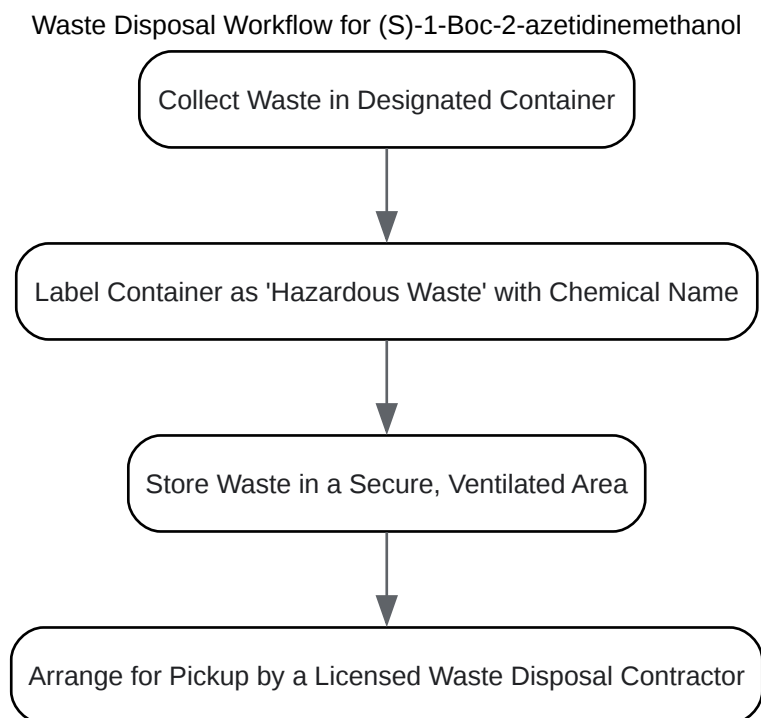 Waste Disposal Workflow for (S)-1-Boc-2-azetidinemethanol
Collect Waste in Designated Container
Label Container as 'Hazardous Waste' with Chemical Name
Store Waste in a Secure, Ventilated Area
Arrange for Pickup by a Licensed Waste Disposal Contractor